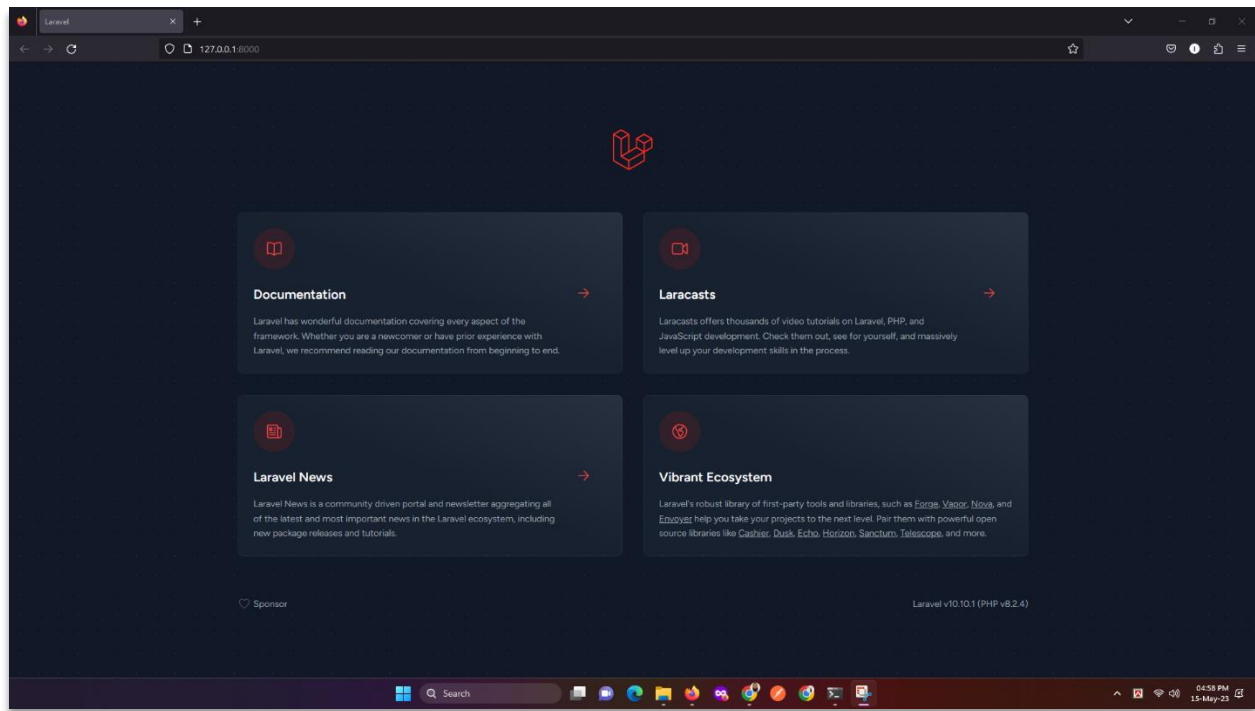 Laravel
127.0.0.1:8000
Documentation
Laravel has wonderful documentation covering every aspect of the
framework. Whether you are a newcomer or have prior experience with
Laravel, we recommend reading our documentation from beginning to end.
Laracasts
Laracasts offers thousands of video tutorials on Laravel, PHP, and
JavaScript development. Check them out, see for yourself, and massively
level up your development skills in the process.
Laravel News
Laravel News is a community driven portal and newsletter aggregating all
of the latest and most important news in the Laravel ecosystem, including
new package releases and tutorials.
Vibrant Ecosystem
Laravel's robust library of first-party tools and libraries, such as Forge, Vapor, Nova, and
Envoyer help you take your projects to the next level. Pair them with powerful open
source libraries like Cashier, Dusk, Echo, Horizon, Sanctum, Telescope, and more.
Sponsor
Laravel v10.10.1 (PHP v8.2.4)
Search
04:58 PM
15-May-23